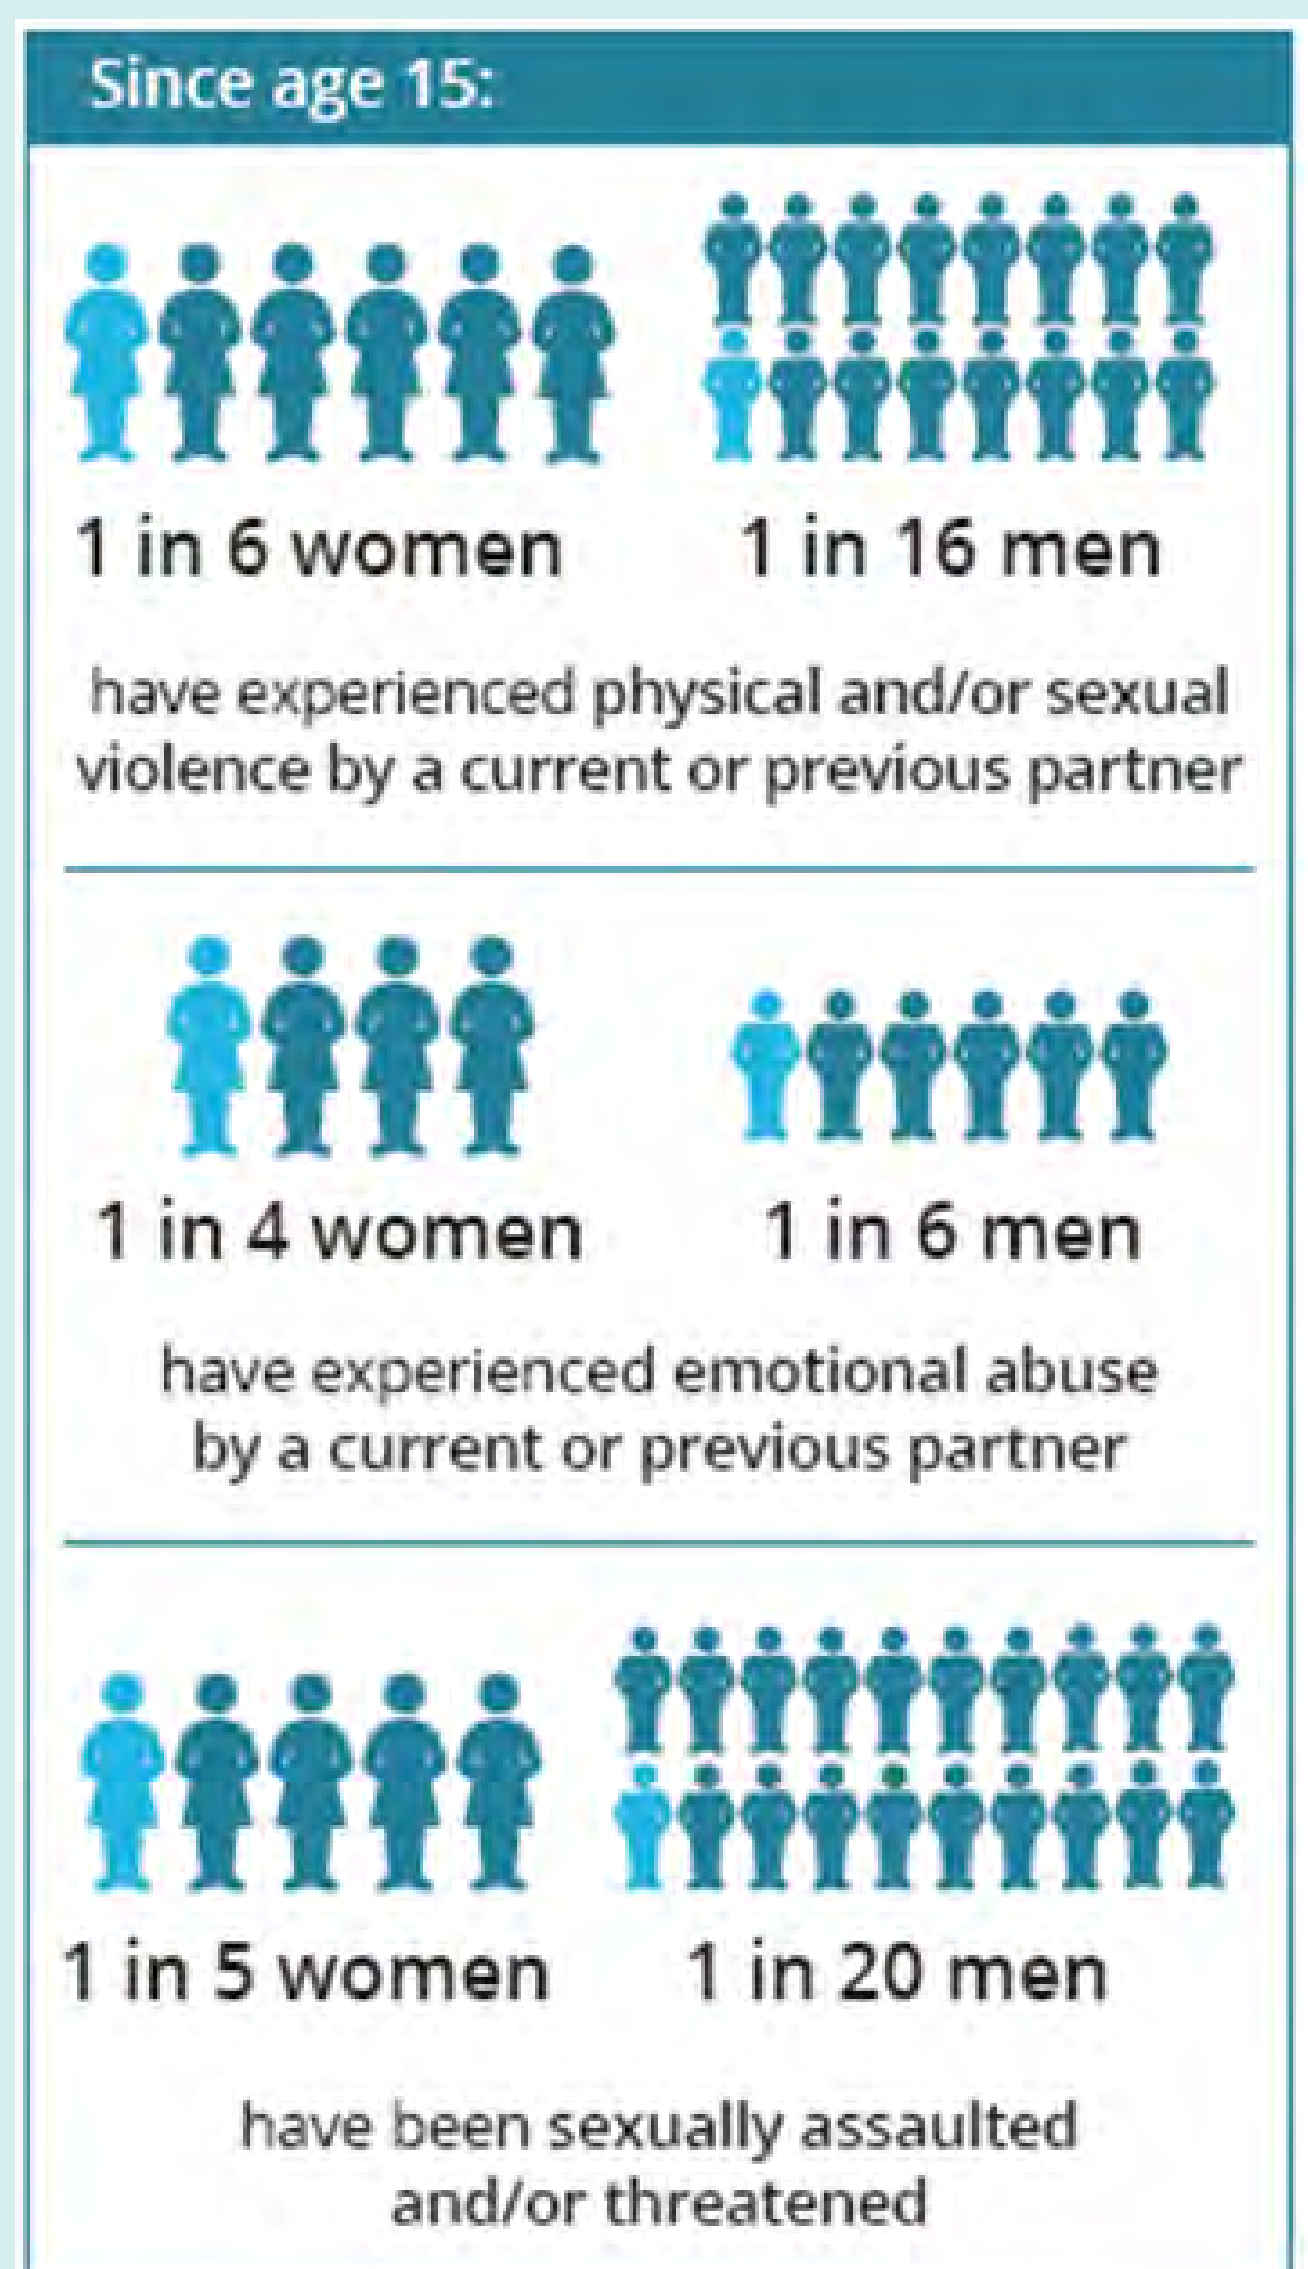 Since age 15:
1 in 6 women
1 in 16 men
have experienced physical and/or sexual
violence by a current or previous partner
1 in 4 women
1 in 6 men
have experienced emotional abuse
by a current or previous partner
1 in 5 women
1 in 20 men
have been sexually assaulted
and/or threatened